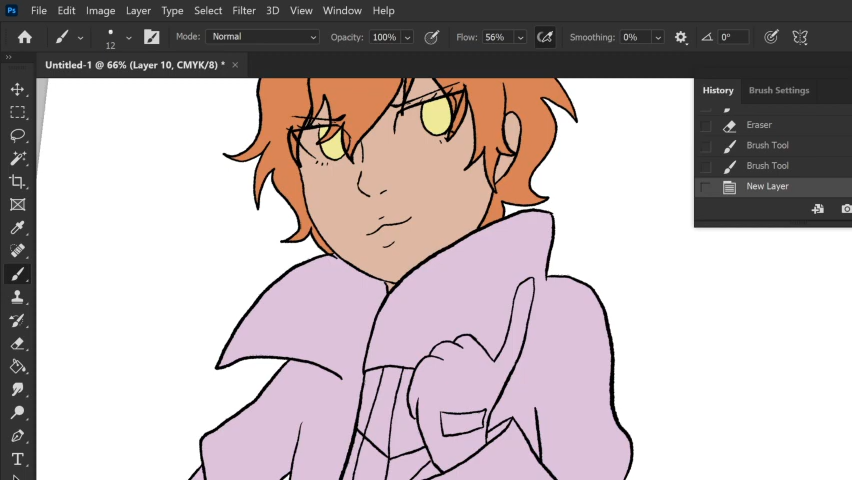 Ps File Edit Image Layer Type Select Filter 3D View Window Help
12 Mode: Normal Opacity: 100% Flow: 56% Smoothing: 0% 0°
Untitled-1 @ 66% (Layer 10, CMYK/8) * ×
History Brush Settings
Eraser
Brush Tool
Brush Tool
New Layer
T